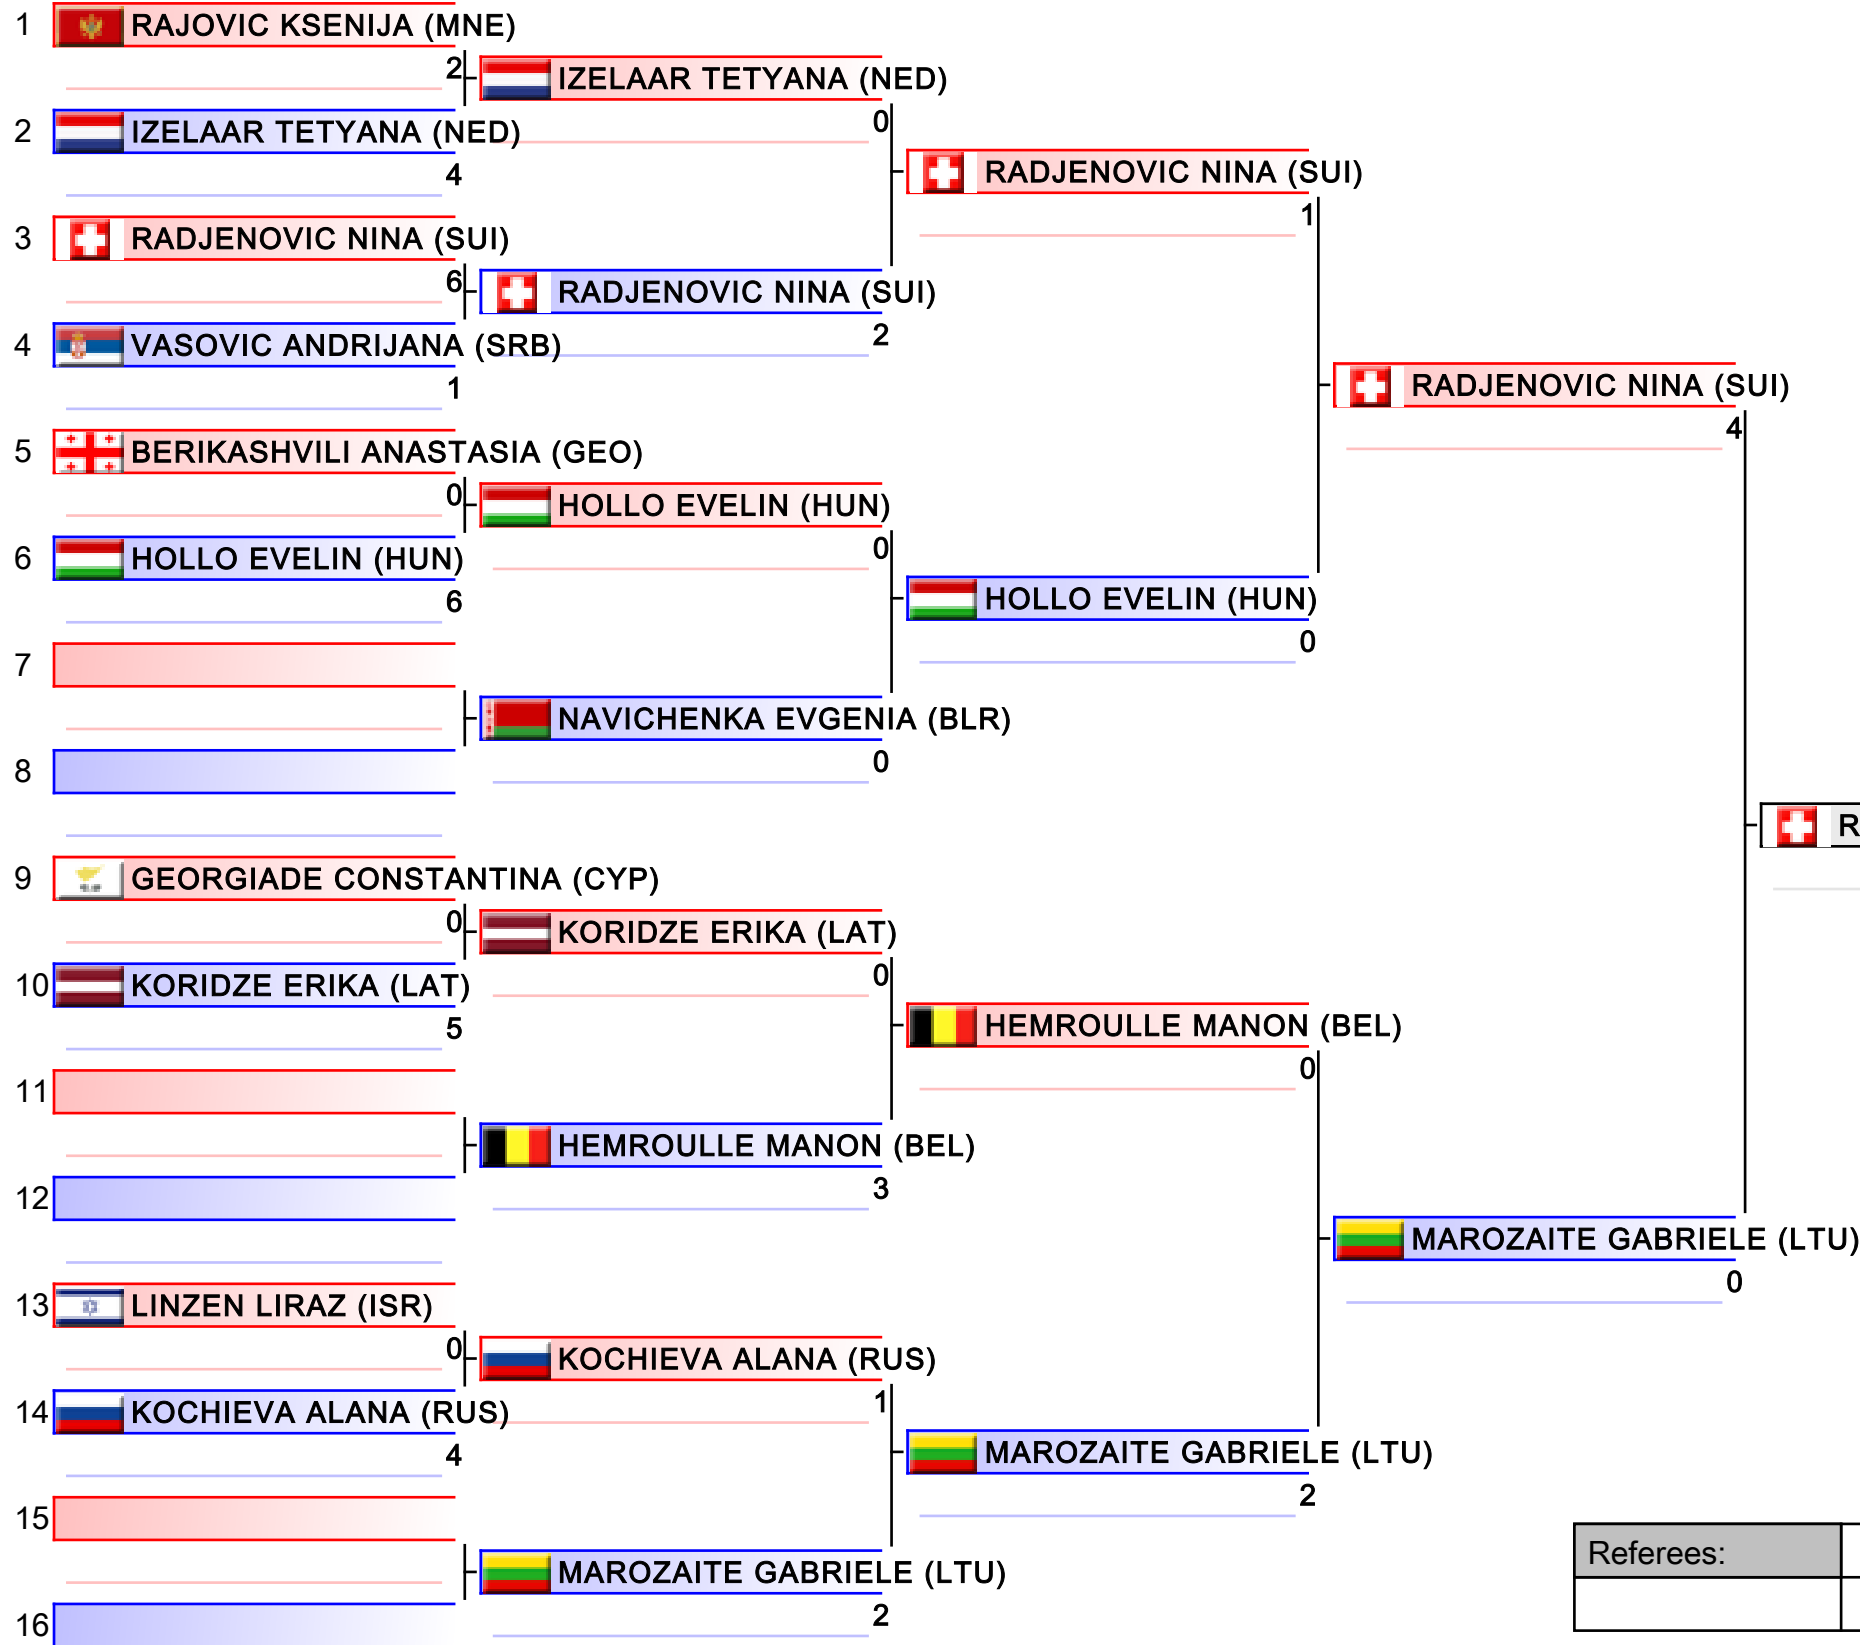 1 RAJOVIC KSENIJA (MNE)
2 IZELAAR TETYANA (NED)
2 IZELAAR TETYANA (NED)
0
4
RADJENOVIC NINA (SUI)
1
3 RADJENOVIC NINA (SUI)
6 RADJENOVIC NINA (SUI)
2
4 VASOVIC ANDRIJANA (SRB)
1
RADJENOVIC NINA (SUI)
4
5 BERIKASHVILI ANASTASIA (GEO)
0 HOLLO EVELIN (HUN)
0
6 HOLLO EVELIN (HUN)
6
HOLLO EVELIN (HUN)
0
7
NAVICHENKA EVGENIA (BLR)
0
8
R
9 GEORGIADE CONSTANTINA (CYP)
0 KORIDZE ERIKA (LAT)
0
10 KORIDZE ERIKA (LAT)
5
HEMROULLE MANON (BEL)
0
11
HEMROULLE MANON (BEL)
3
12
MAROZAITE GABRIELE (LTU)
0
13 LINZEN LIRAZ (ISR)
0 KOCHIEVA ALANA (RUS)
1
14 KOCHIEVA ALANA (RUS)
4
MAROZAITE GABRIELE (LTU)
2
15
MAROZAITE GABRIELE (LTU)
2
16
Referees: